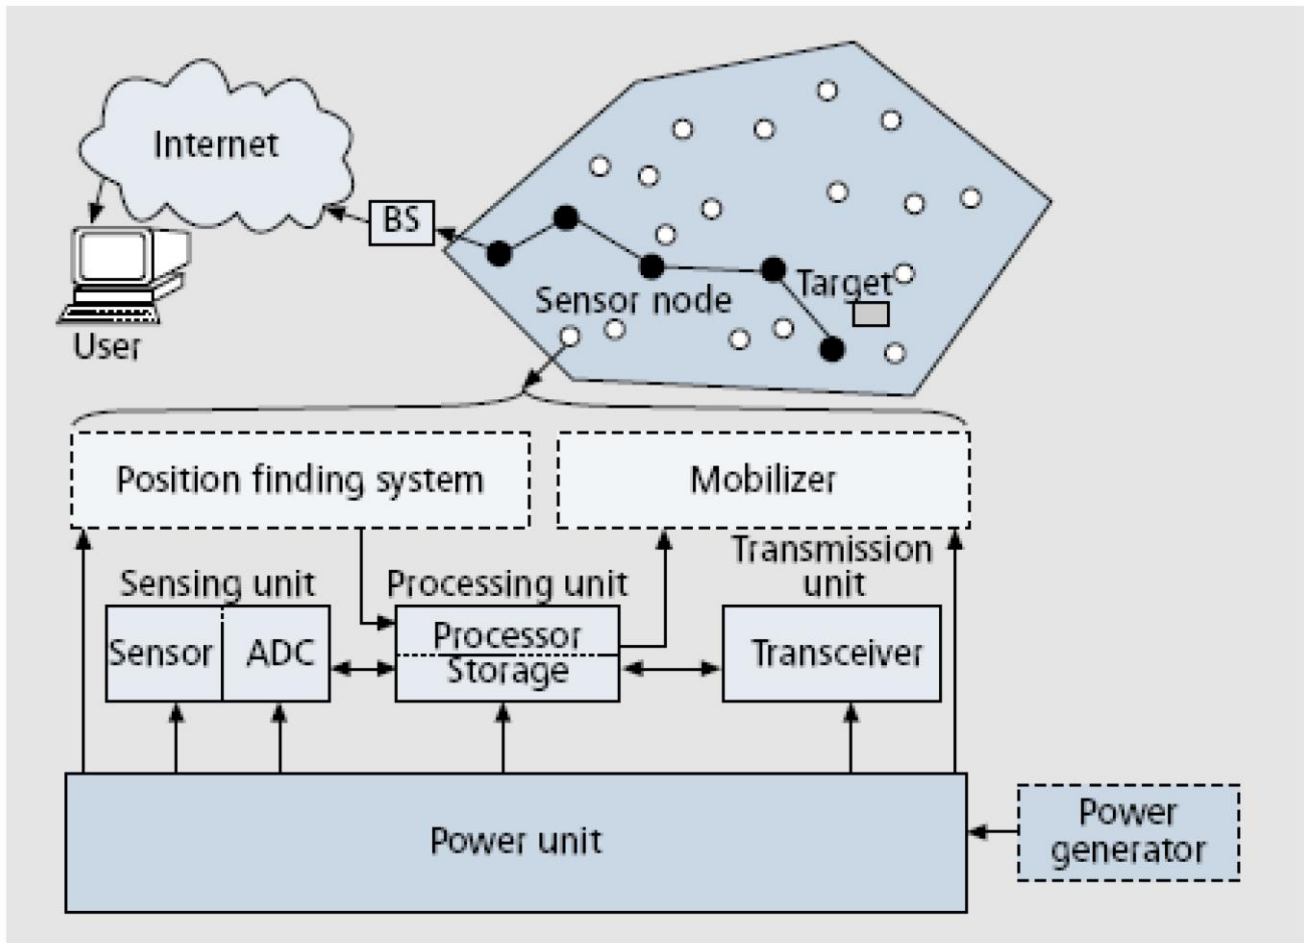 Internet
BS
User
Sensor node
Target
Position finding system
Mobilizer
Sensing unit
Processing unit
Transmission
unit
Sensor
ADC
Processor
Storage
Transceiver
Power unit
Power
generator